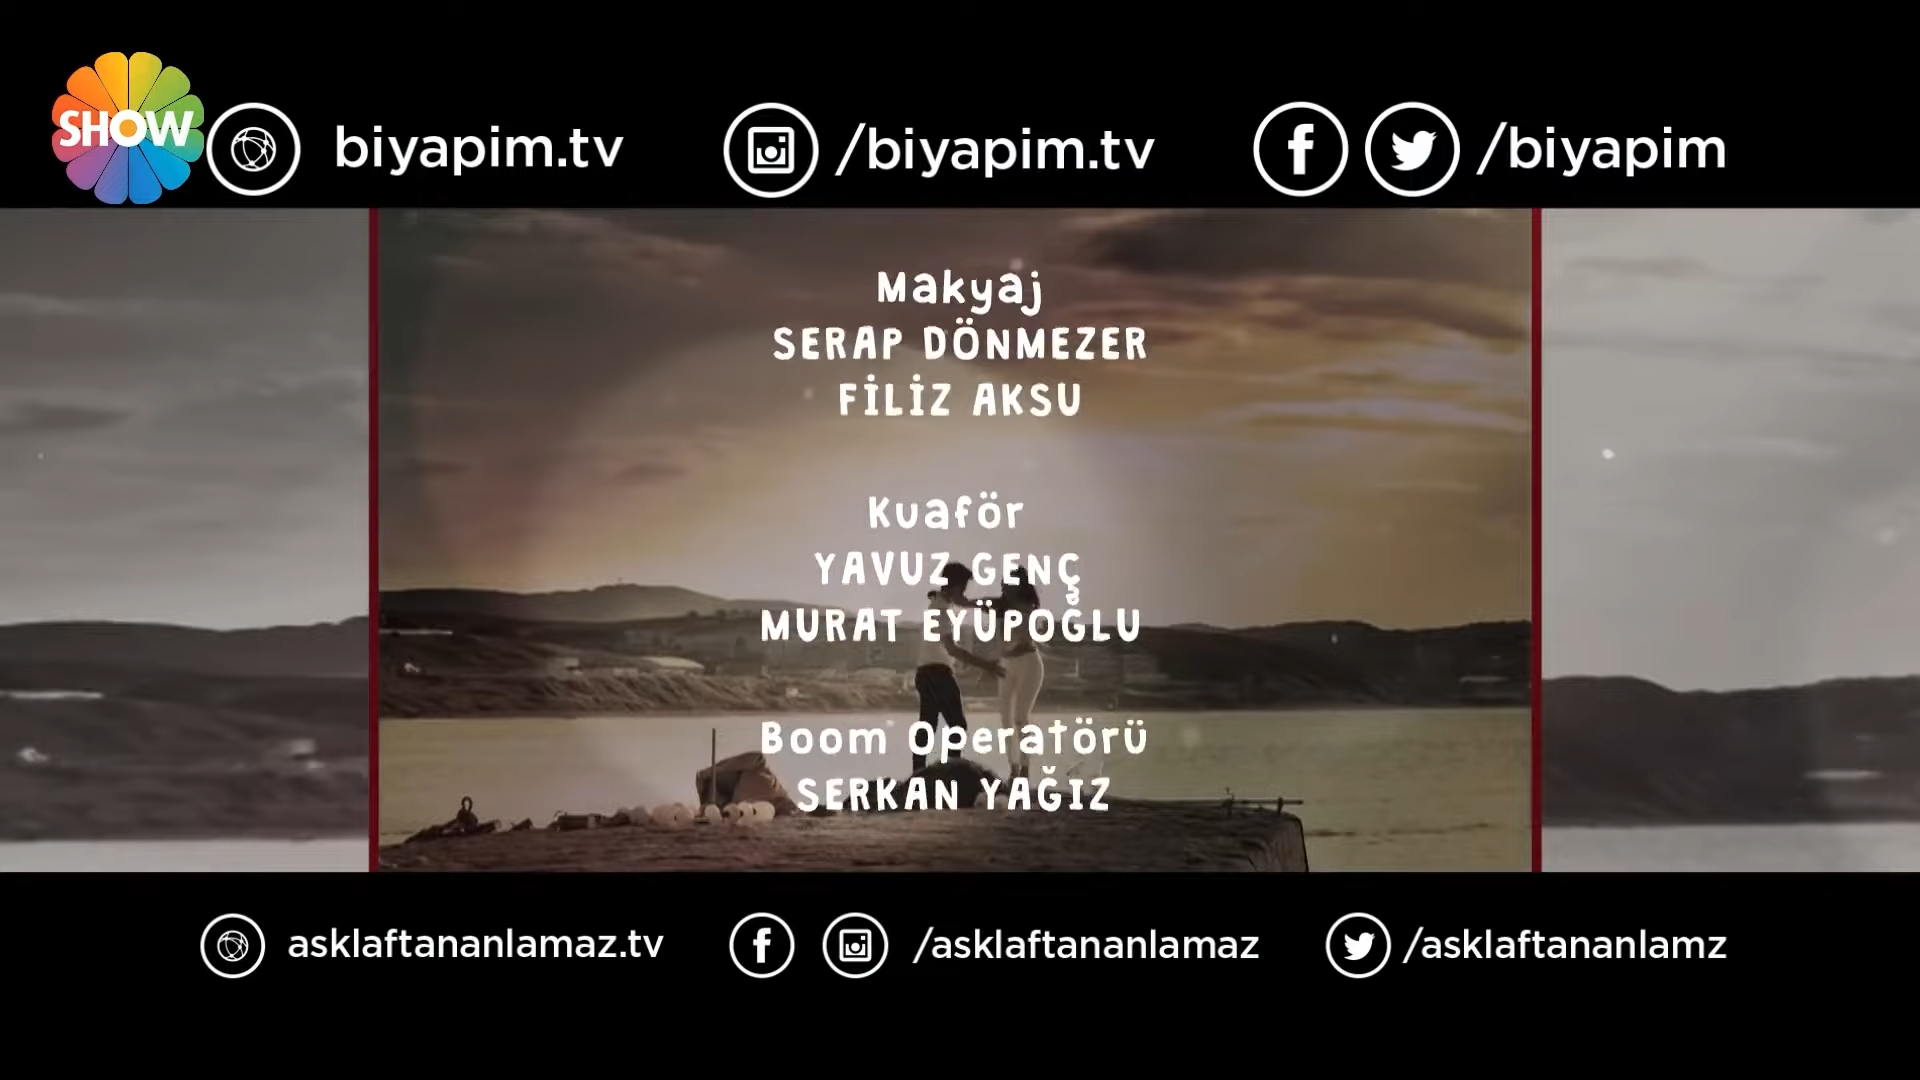 SHOW
biyapim.tv
/biyapim.tv
/biyapim
Makyaj
SERAP DÖNMEZER
FİLİZ AKSU
Kuaför
YAVUZ GENÇ
MURAT EYÜPOĞLU
Boom Operatörü
SERKAN YAĞIZ
asklaftananlamaz.tv
/asklaftananlamaz
/asklaftananlamz